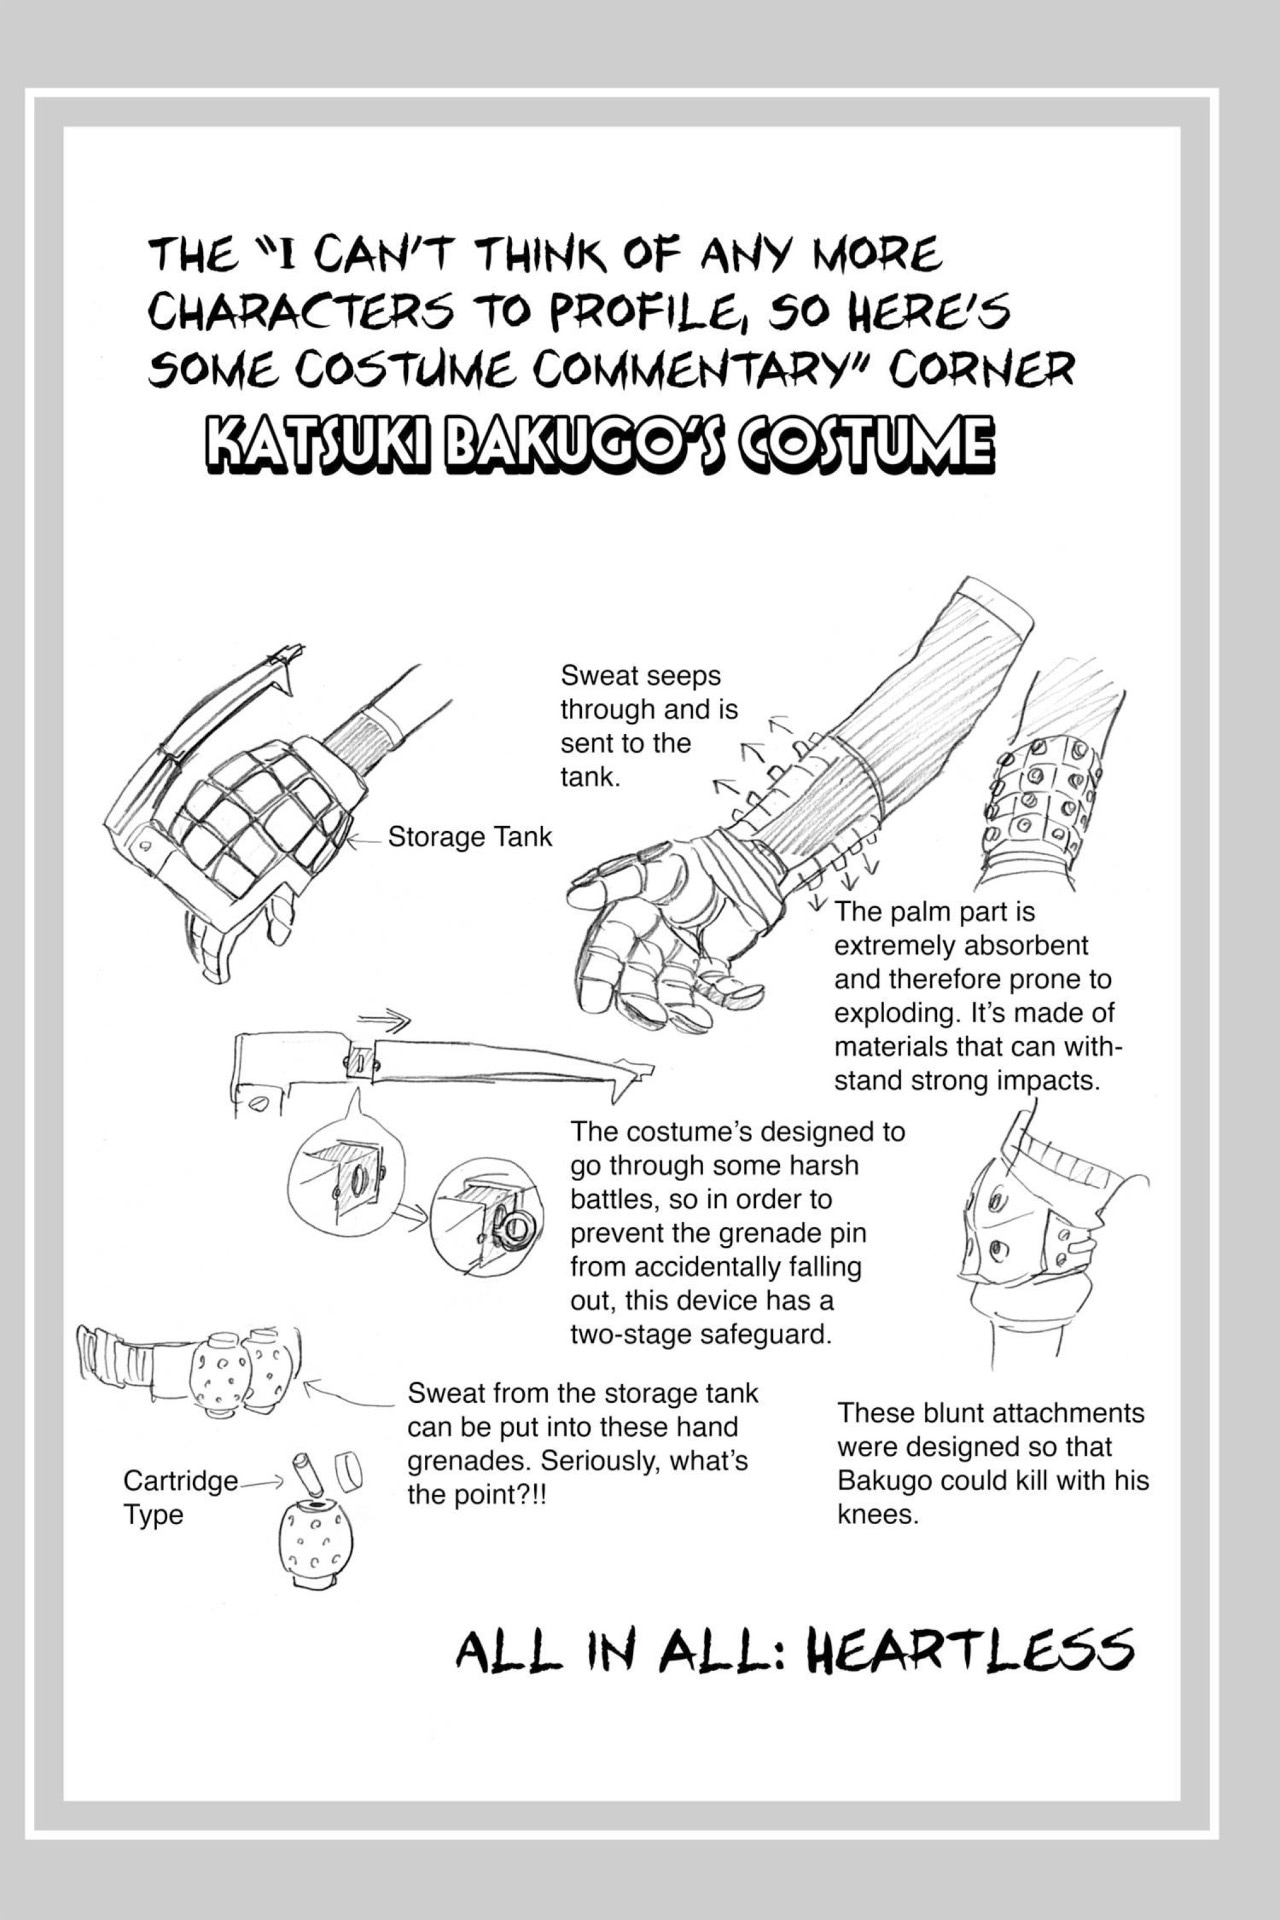 THE "I CAN'T THINK OF ANY MORE
CHARACTERS TO PROFILE, SO HERE'S
SOME COSTUME COMMENTARY" CORNER
KATSUKI BAKUGO'S COSTUME
Sweat seeps
through and is
sent to the
tank.
Storage Tank
The palm part is
extremely absorbent
and therefore prone to
exploding. It's made of
materials that can with-
stand strong impacts.
The costume's designed to
go through some harsh
battles, so in order to
prevent the grenade pin
from accidentally falling
out, this device has a
two-stage safeguard.
Sweat from the storage tank
can be put into these hand
grenades. Seriously, what's
the point?!!
Cartridge
Type
These blunt attachments
were designed so that
Bakugo could kill with his
knees.
ALL IN ALL: HEARTLESS